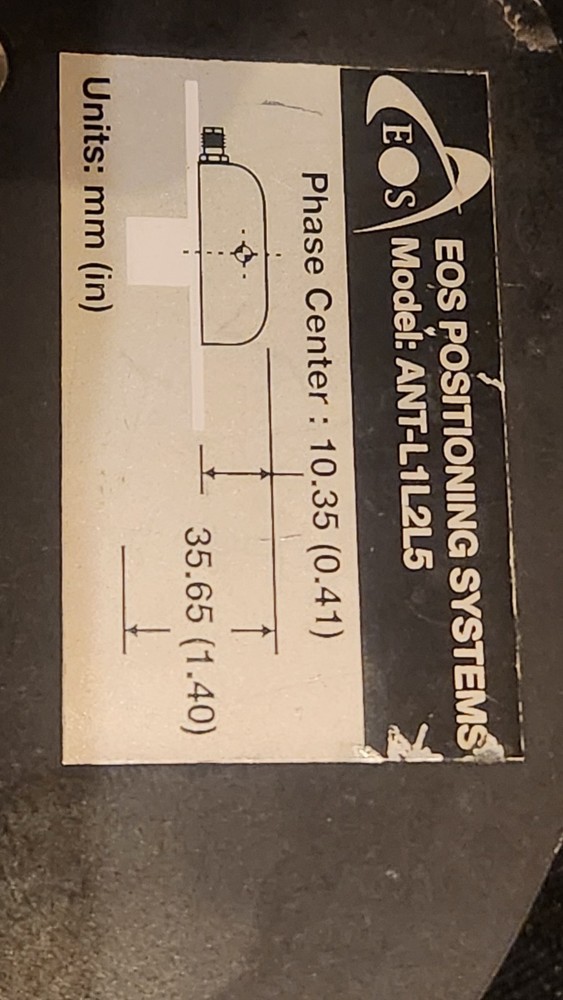 EOS
EOS POSITIONING SYSTEMS
Model: ANT-L1L2L5
Phase Center : 10.35 (0.41)
35.65 (1.40)
Units: mm (in)